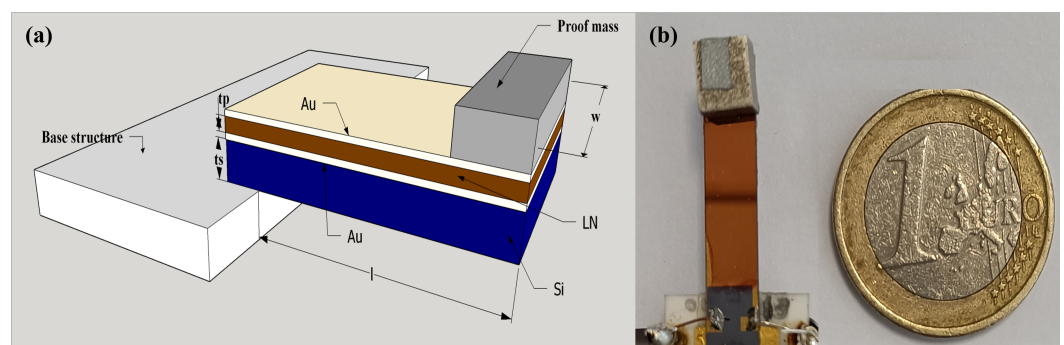 (a)
Proof mass
tp
Au
w
Base structure
ts
LN
Au
l
Si
(b)
1
EURO